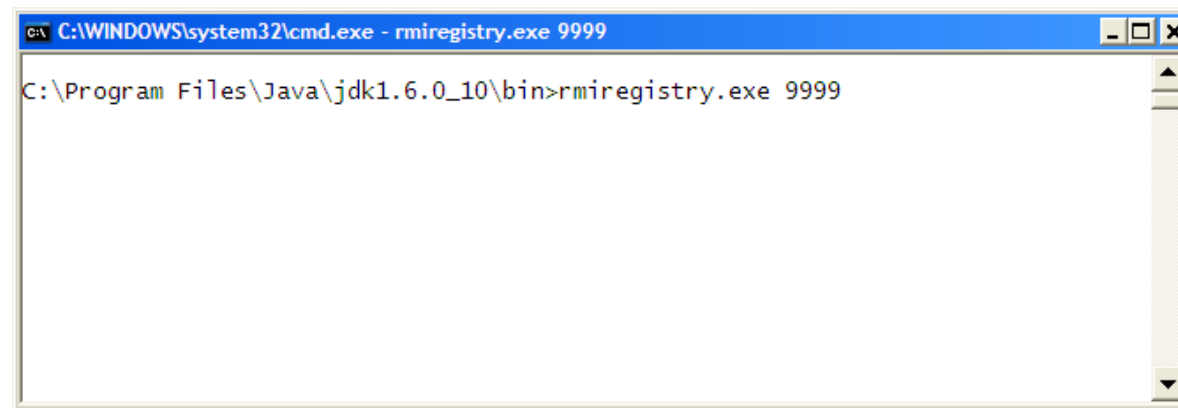 C:\WINDOWS\system32\cmd.exe - rmiregistry.exe 9999
C:\Program Files\Java\jdk1.6.0_10\bin>rmiregistry.exe 9999